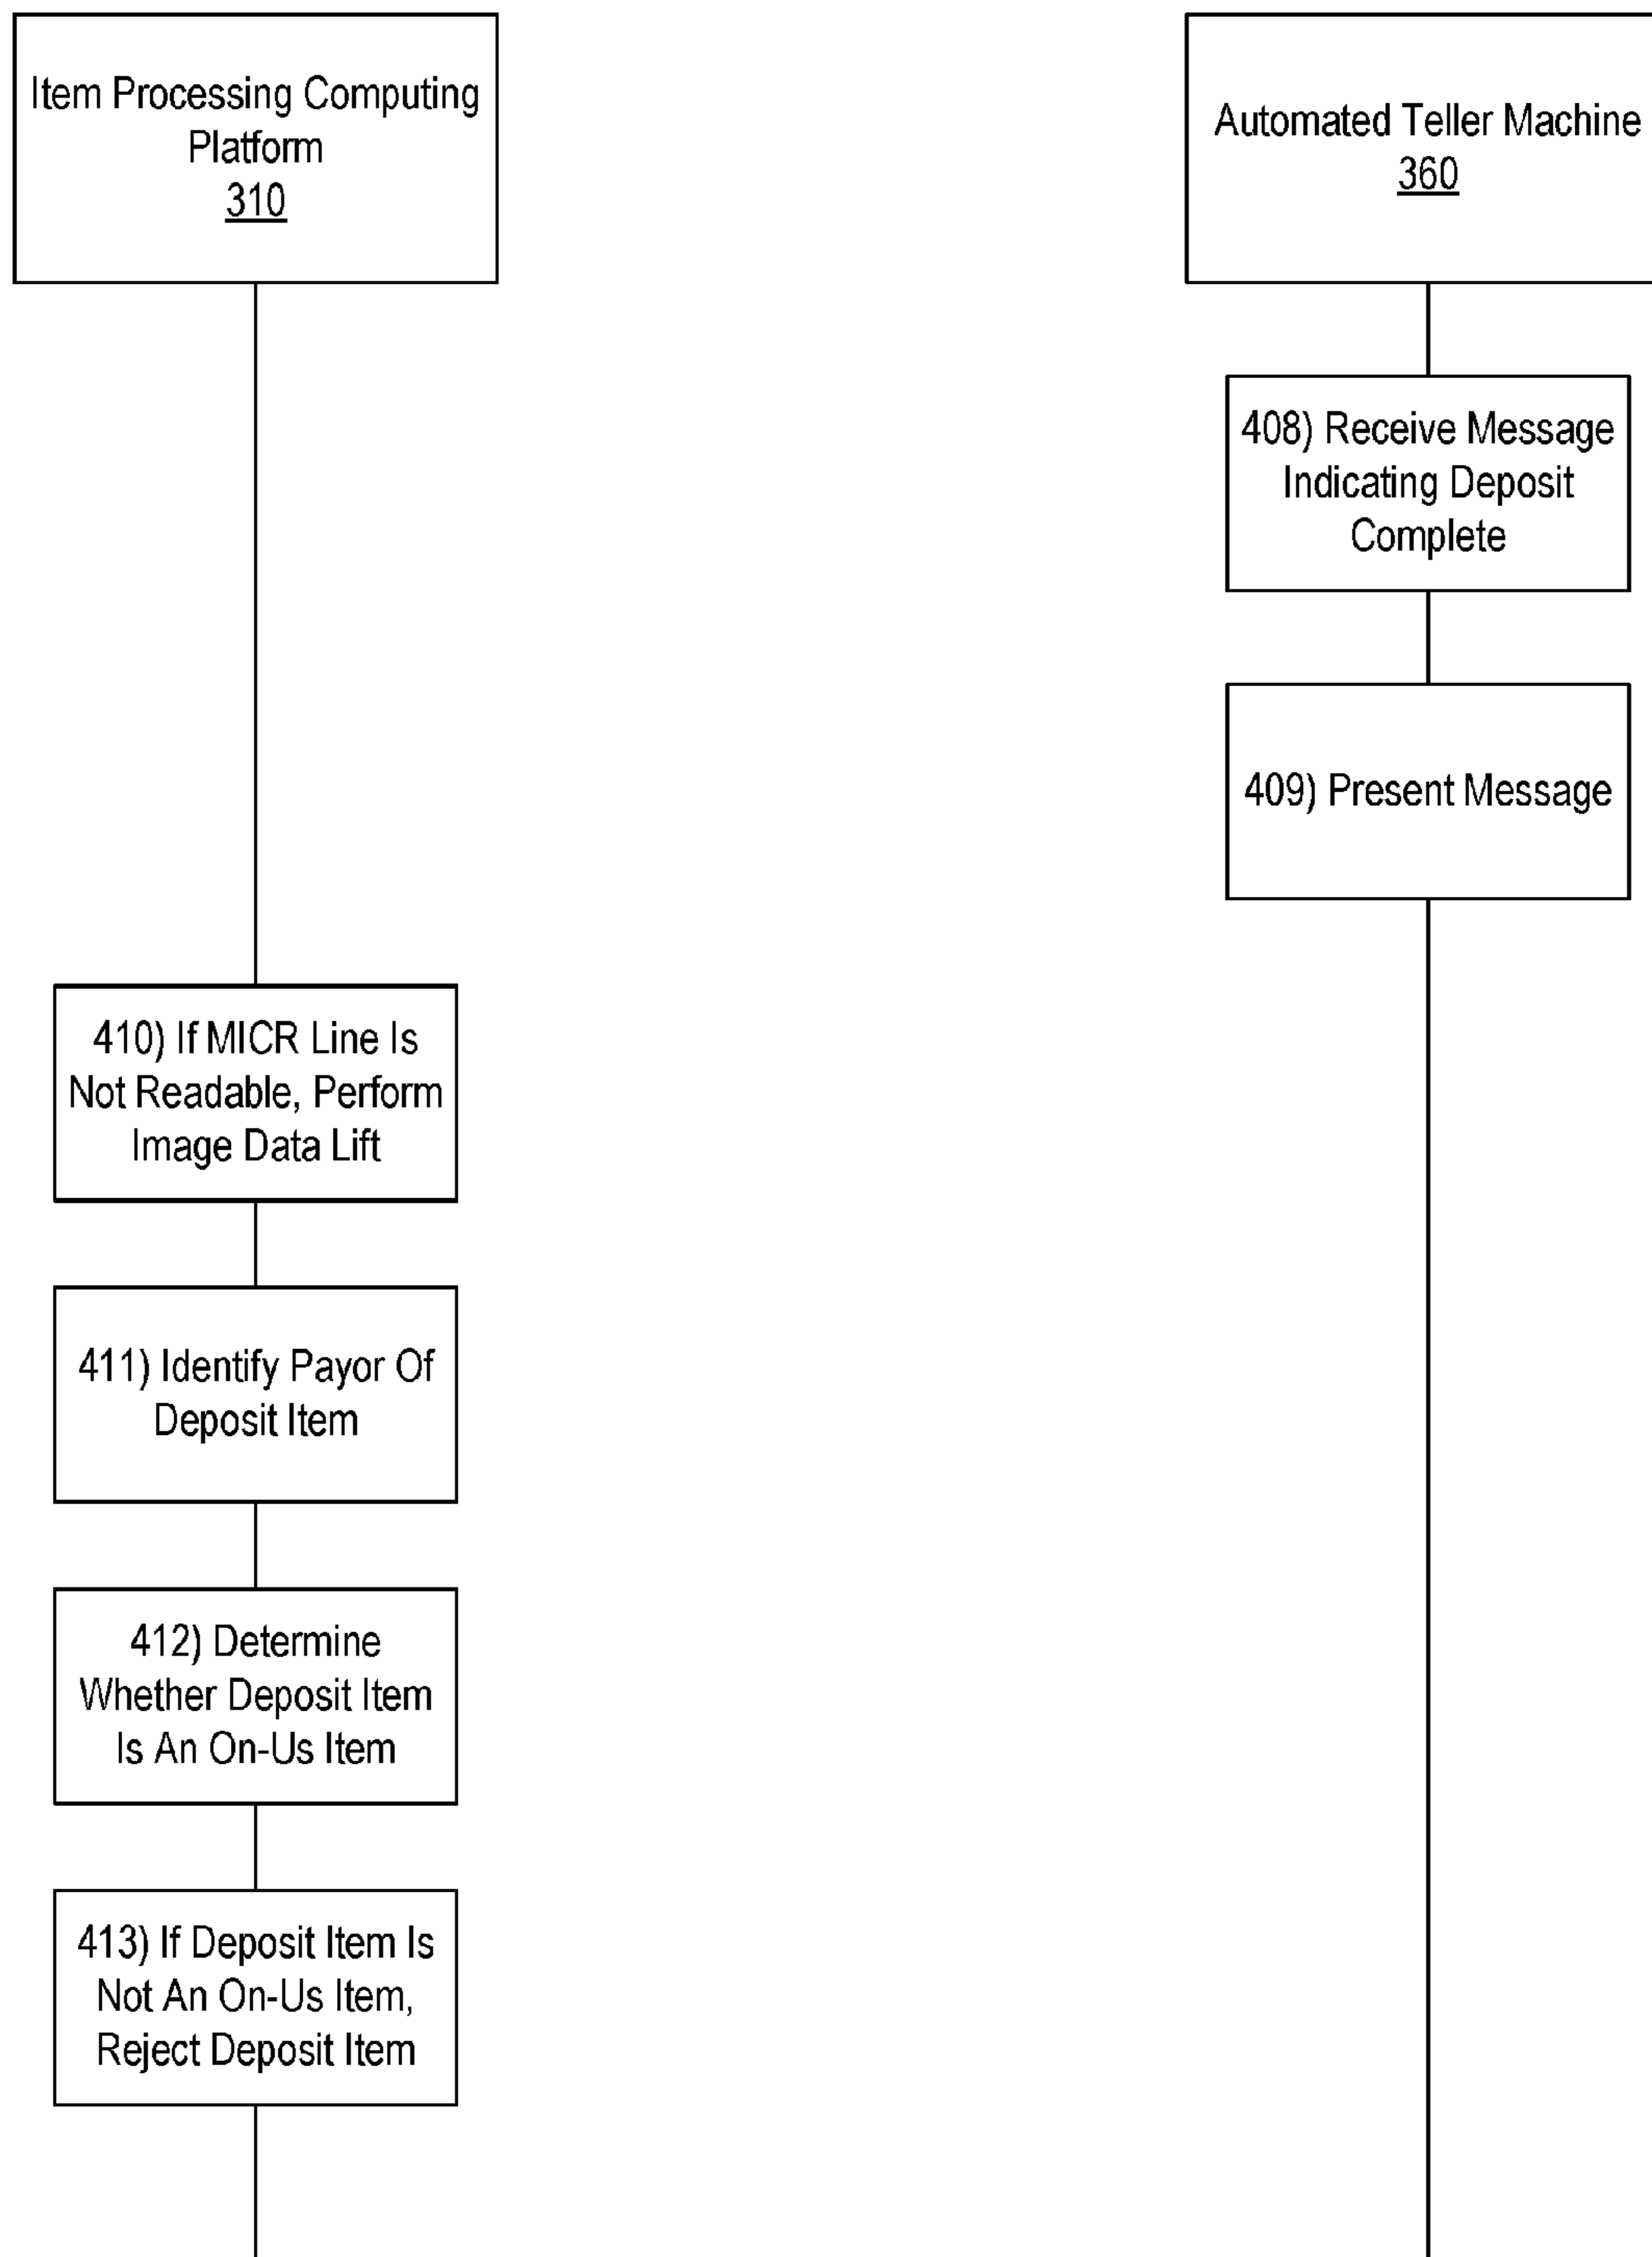 Item Processing Computing
Platform
310
Automated Teller Machine
360
408) Receive Message
Indicating Deposit
Complete
409) Present Message
410) If MICR Line Is
Not Readable, Perform
Image Data Lift
411) Identify Payor Of
Deposit Item
412) Determine
Whether Deposit Item
Is An On-Us Item
413) If Deposit Item Is
Not An On-Us Item,
Reject Deposit Item